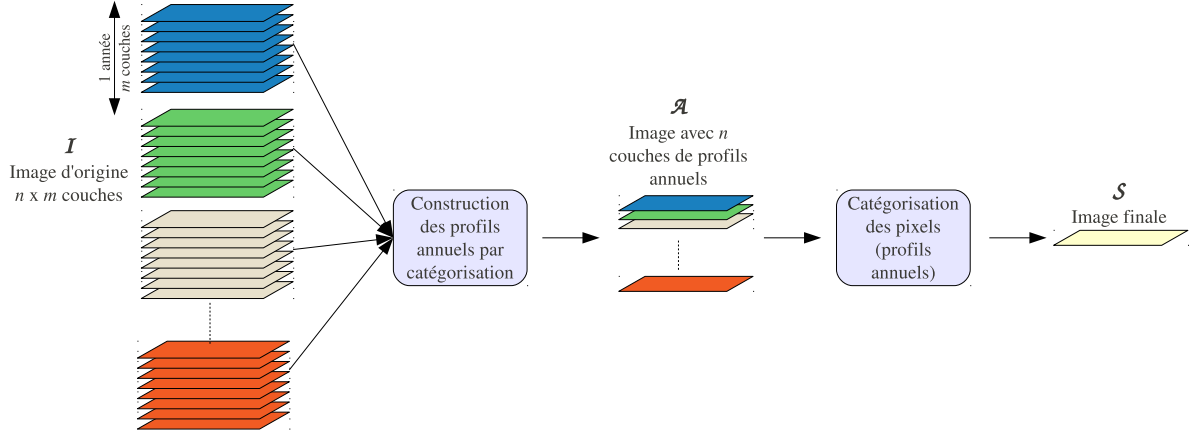 1 année
m couches
I
Image d'origine
n x m couches
Construction
des profils
annuels par
catégorisation
A
Image avec n
couches de profils
annuels
Catégorisation
des pixels
(profils
annuels)
S
Image finale